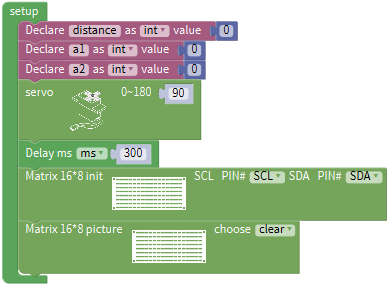 setup
Declare distance as int value 0
Declare a1 as int value 0
Declare a2 as int value 0
servo 0~180 90
Delay ms ms 300
Matrix 16*8 init SCL PIN# SCL SDA PIN# SDA
Matrix 16*8 picture choose clear